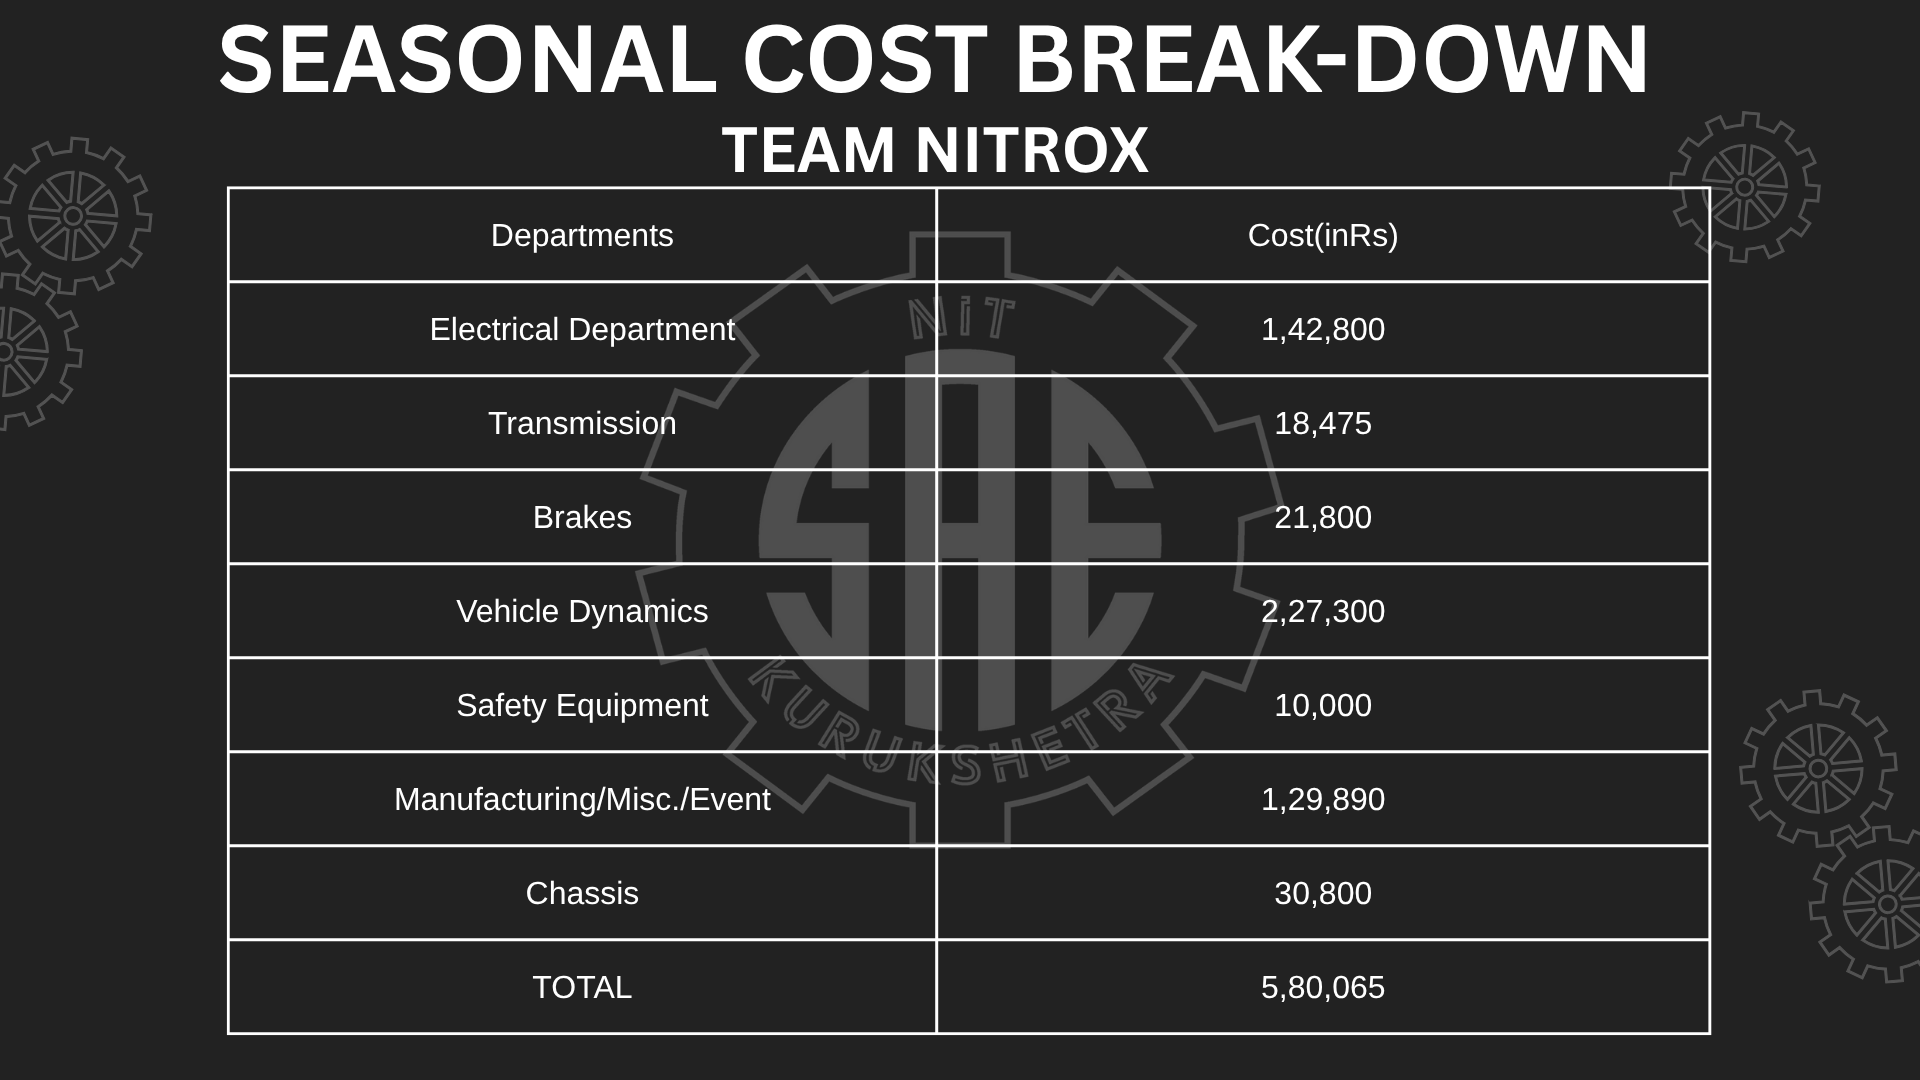 SEASONAL COST BREAK-DOWN
TEAM NITROX
Departments Cost(inRs)
Electrical Department 1,42,800
Transmission 18,475
Brakes 21,800
Vehicle Dynamics 2,27,300
Safety Equipment 10,000
Manufacturing/Misc./Event 1,29,890
Chassis 30,800
TOTAL 5,80,065
NiT
SAE
KURUKSHETRA